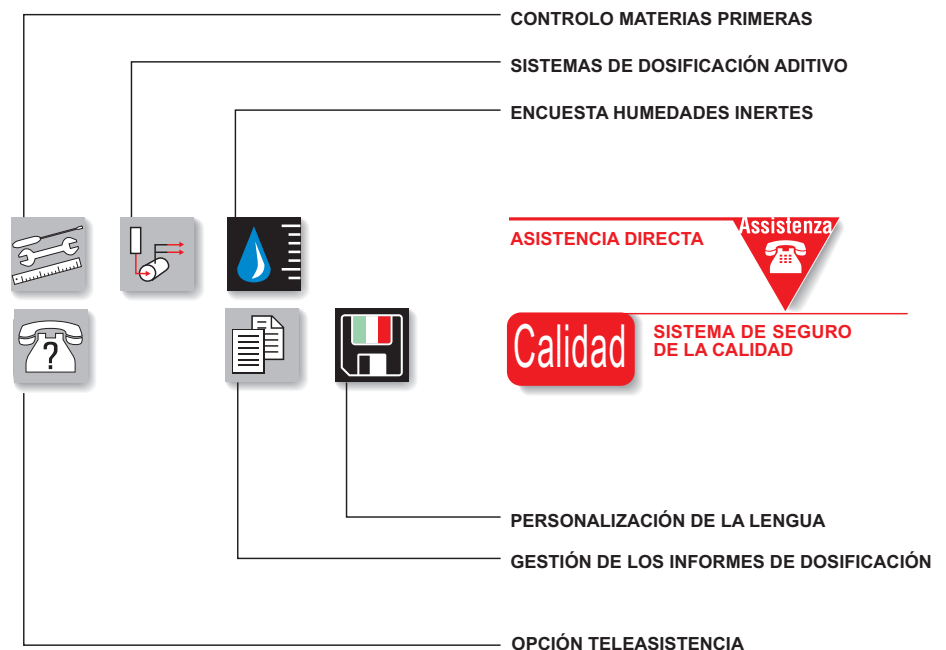 CONTROLO MATERIAS PRIMERAS
SISTEMAS DE DOSIFICACIÓN ADITIVO
ENCUESTA HUMEDADES INERTES
Assistenza
ASISTENCIA DIRECTA
?
Calidad
SISTEMA DE SEGURO
DE LA CALIDAD
PERSONALIZACIÓN DE LA LENGUA
GESTIÓN DE LOS INFORMES DE DOSIFICACIÓN
OPCIÓN TELEASISTENCIA